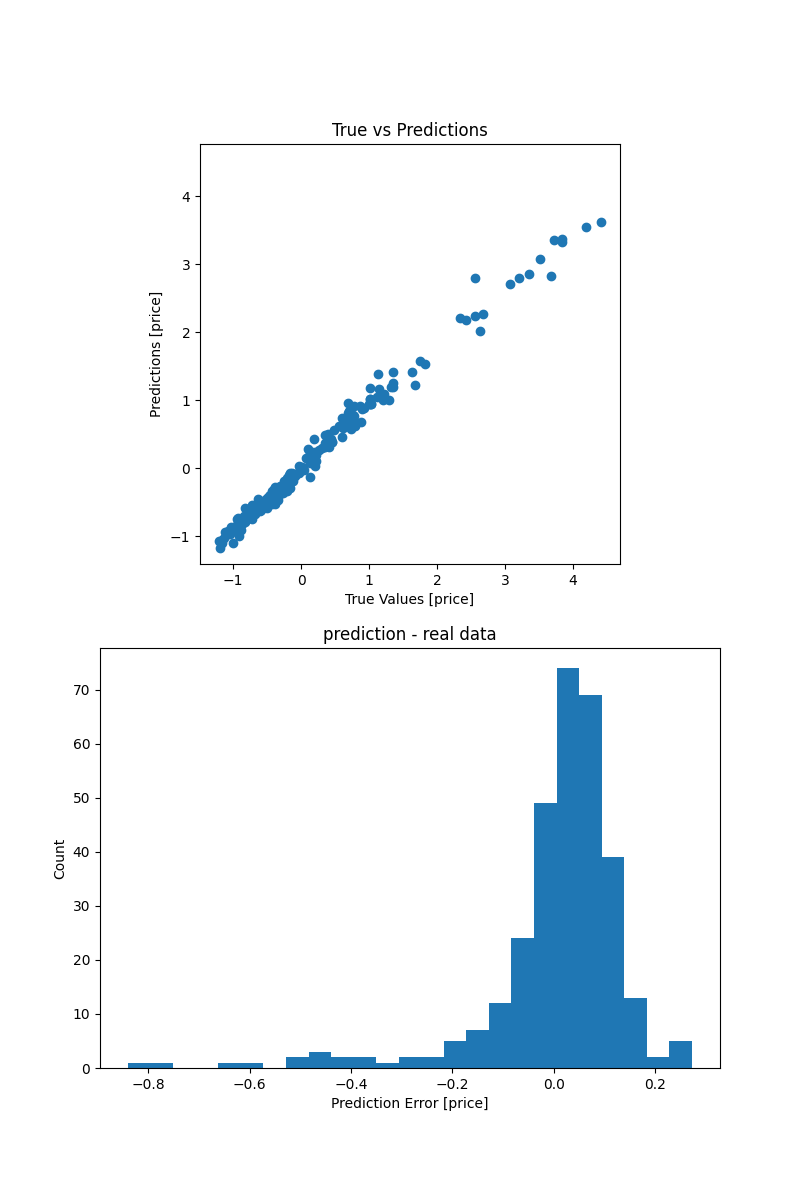 True vs Predictions
4
3
2
1
0
−1
Predictions [price]
−1 0 1 2 3 4
True Values [price]
prediction - real data
70
60
50
40
30
20
10
0
Count
−0.8 −0.6 −0.4 −0.2 0.0 0.2
Prediction Error [price]